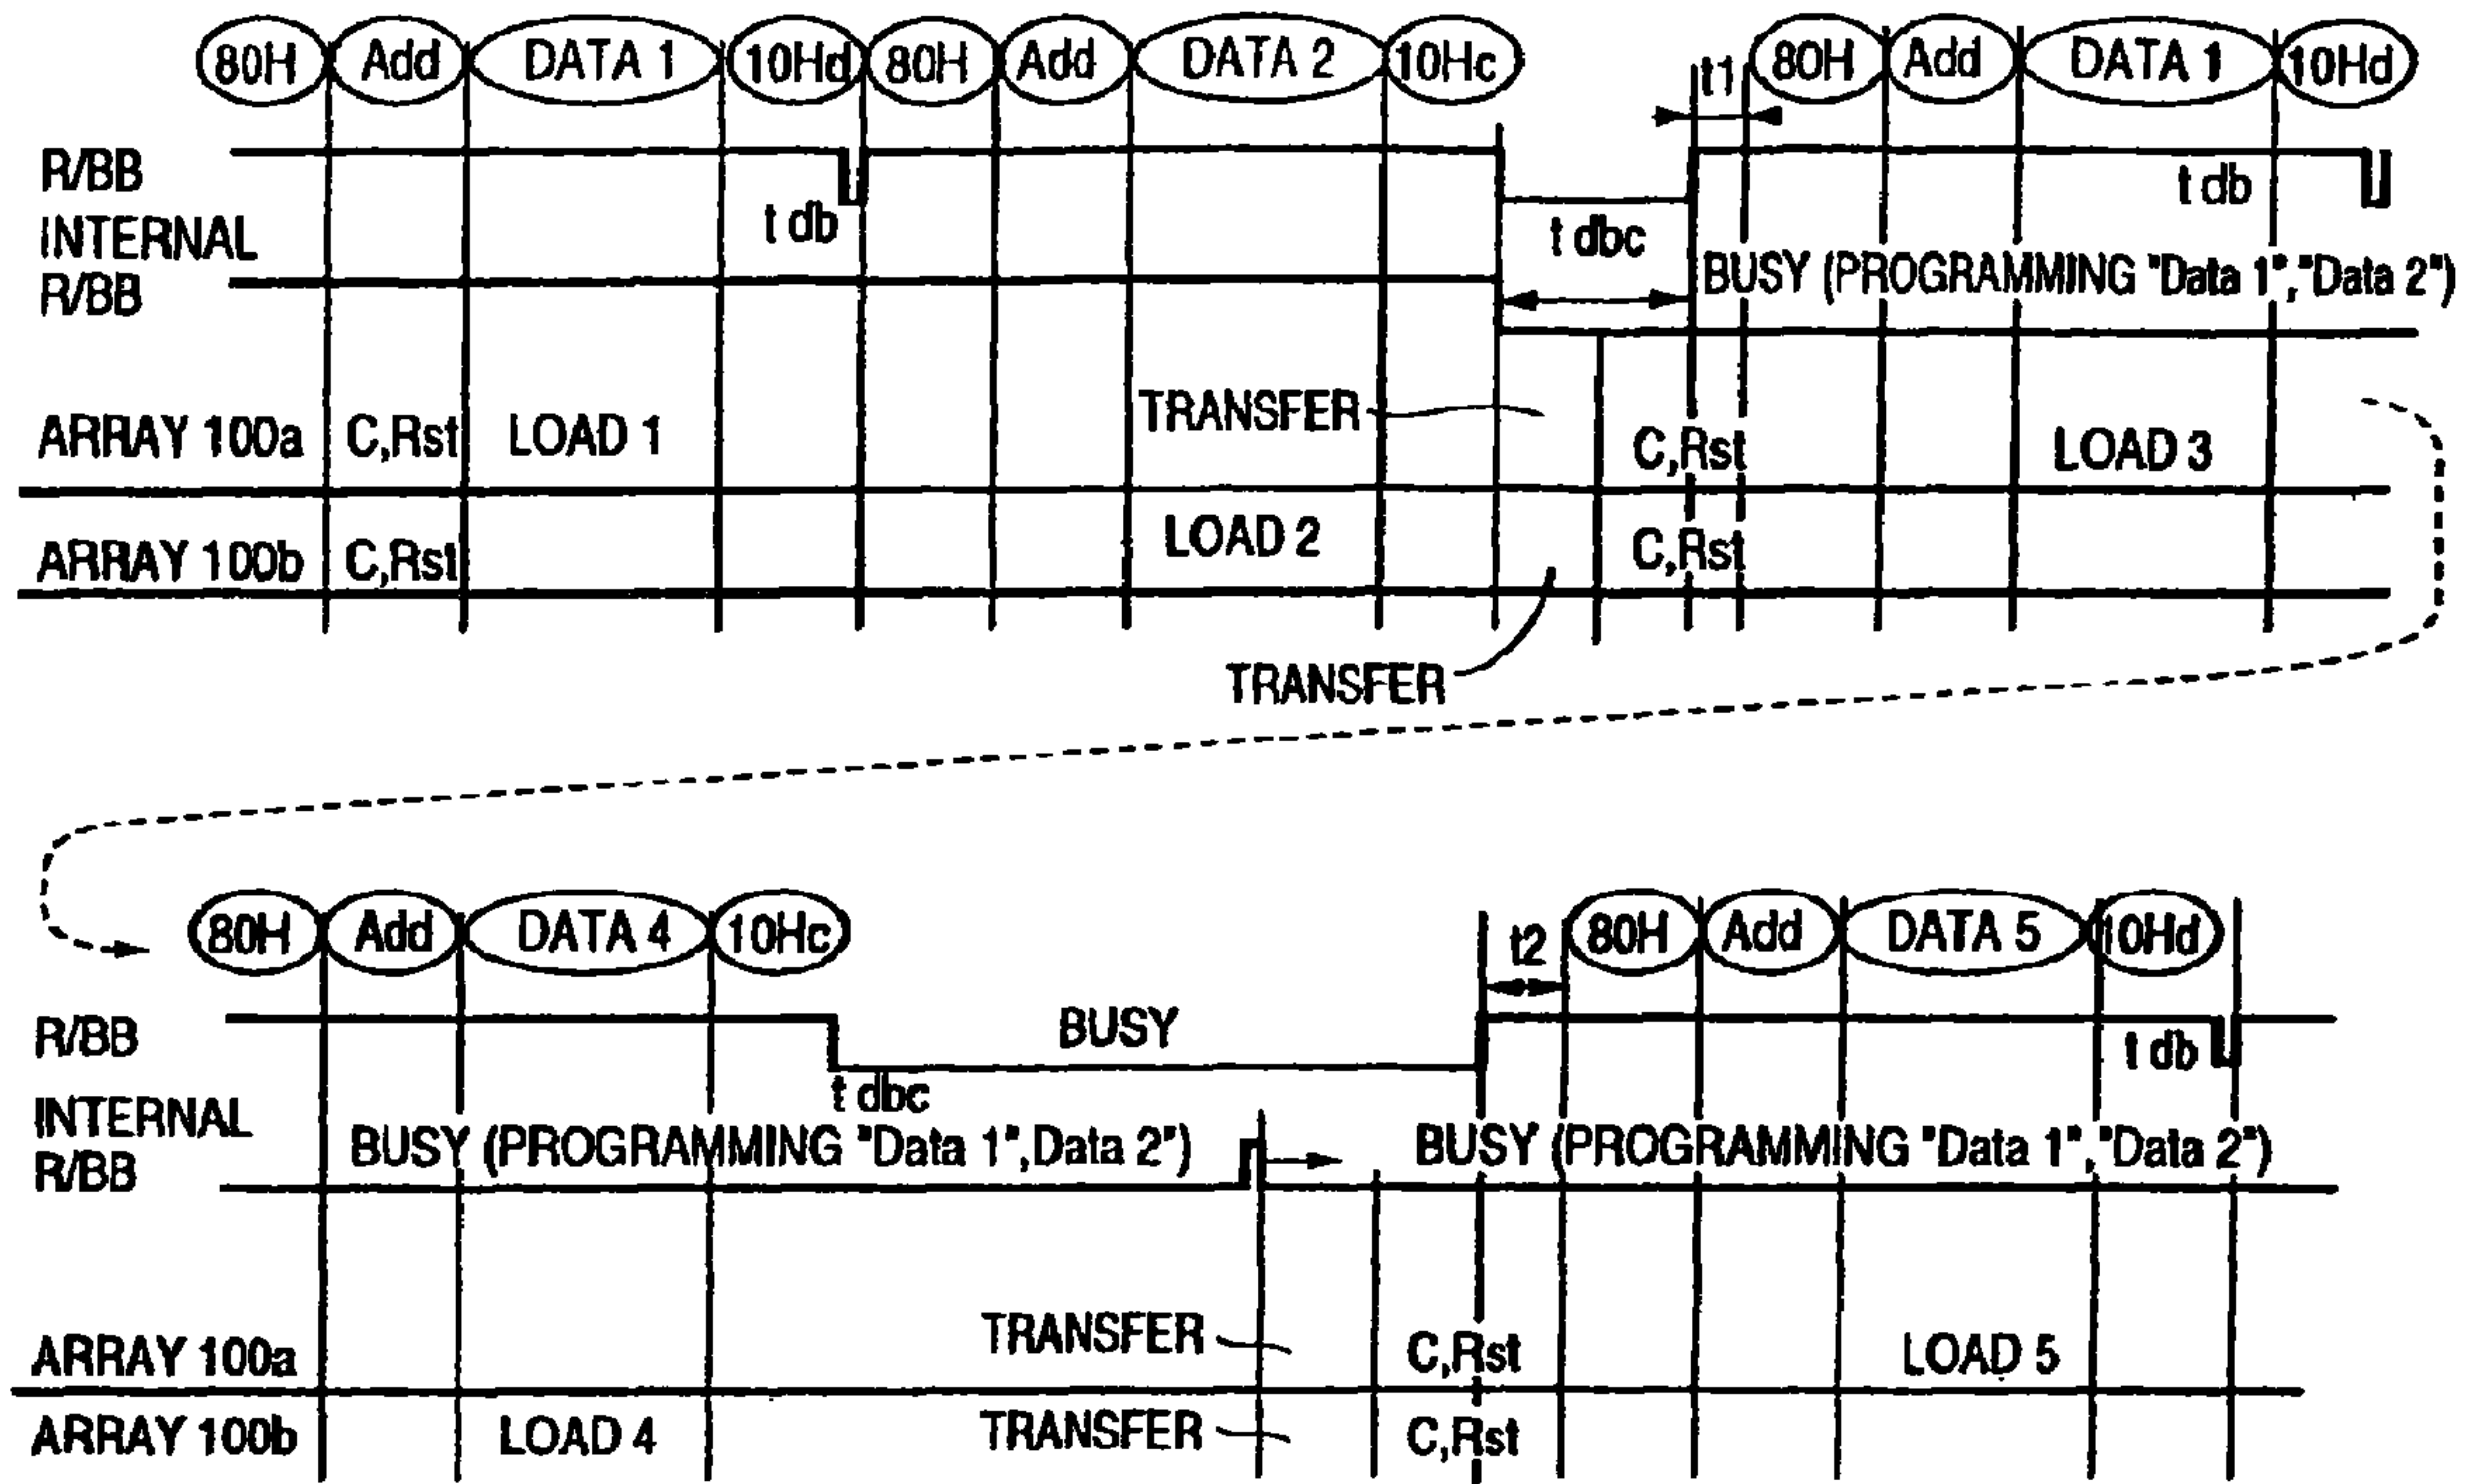 80H Add DATA 1 10Hd 80H Add DATA 2 10Hc t1 80H Add DATA 1 10Hd
R/BB
t db t dbc t db
INTERNAL
R/BB
BUSY (PROGRAMMING "Data 1","Data 2")
TRANSFER
ARRAY 100a C,Rst LOAD 1 C,Rst LOAD 3
ARRAY 100b C,Rst LOAD 2 C,Rst
TRANSFER
80H Add DATA 4 10Hc t2 80H Add DATA 5 10Hd
R/BB BUSY t db
t dbc
INTERNAL
R/BB
BUSY (PROGRAMMING "Data 1",Data 2") BUSY (PROGRAMMING "Data 1","Data 2")
TRANSFER
ARRAY 100a C,Rst LOAD 5
ARRAY 100b LOAD 4 TRANSFER C,Rst